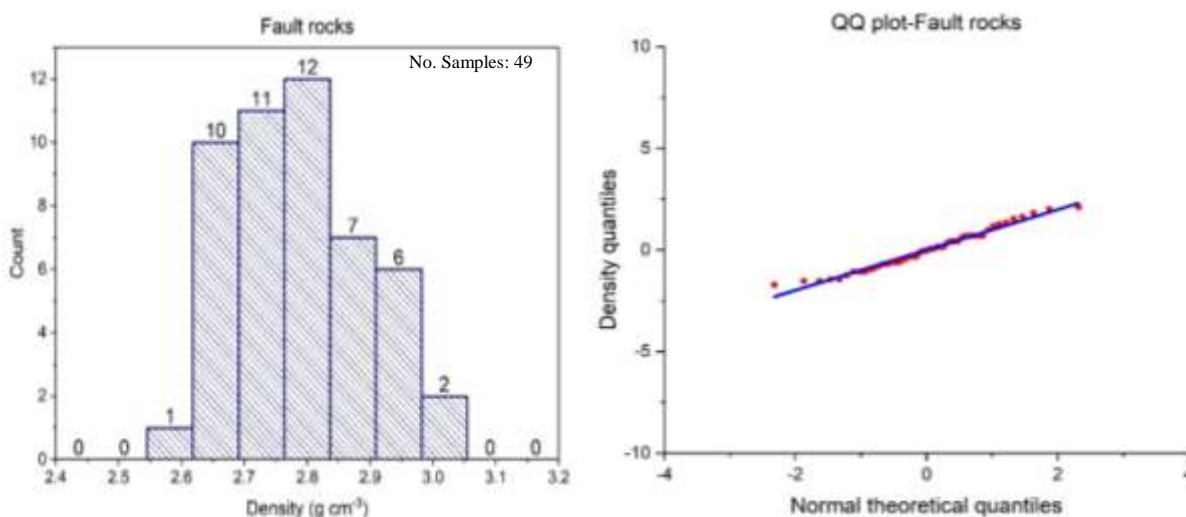 Fault rocks
No. Samples: 49
12
11
10
7
6
2
1
0 0 0 0
Count
0
2
4
6
8
10
12
2.4 2.5 2.6 2.7 2.8 2.9 3.0 3.1 3.2
Density (g cm⁻³)
QQ plot-Fault rocks
Density quantiles
10
5
0
-5
-10
-4 -2 0 2 4
Normal theoretical quantiles